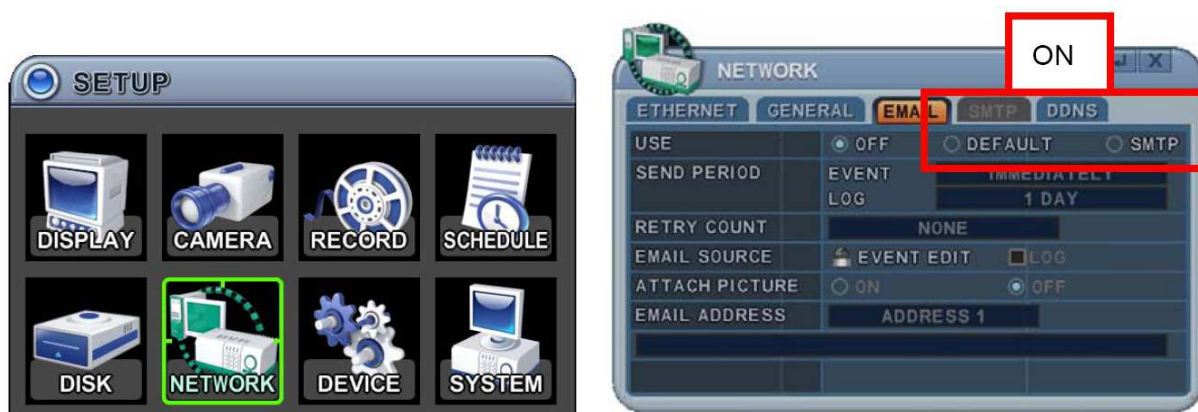 SETUP
DISPLAY CAMERA RECORD SCHEDULE
DISK NETWORK DEVICE SYSTEM
DVR
ON
NETWORK
X
ETHERNET GENERAL EMAIL SMTP DDNS
USE OFF DEFAULT SMTP
SEND PERIOD EVENT IMMEDIATELY
LOG 1 DAY
RETRY COUNT NONE
EMAIL SOURCE EVENT EDIT LOG
ATTACH PICTURE ON OFF
EMAIL ADDRESS ADDRESS 1